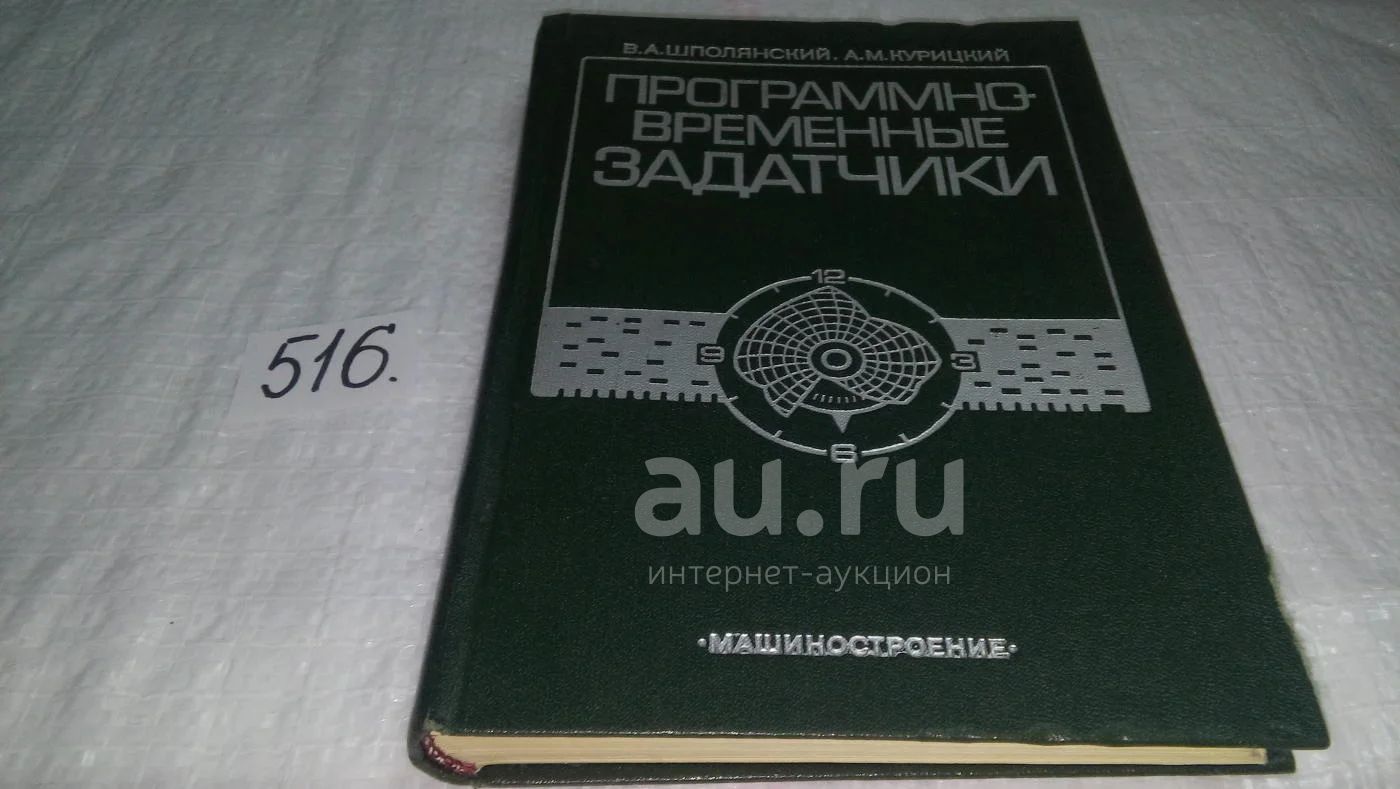 В.А.ШПОЛЯНСКИЙ, А.М.КУРИЦКИЙ
ПРОГРАММНО-
ВРЕМЕННЫЕ
ЗАДАТЧИКИ
12
9
3
6
516.
au.ru
интернет-аукцион
·МАШИНОСТРОЕНИЕ·